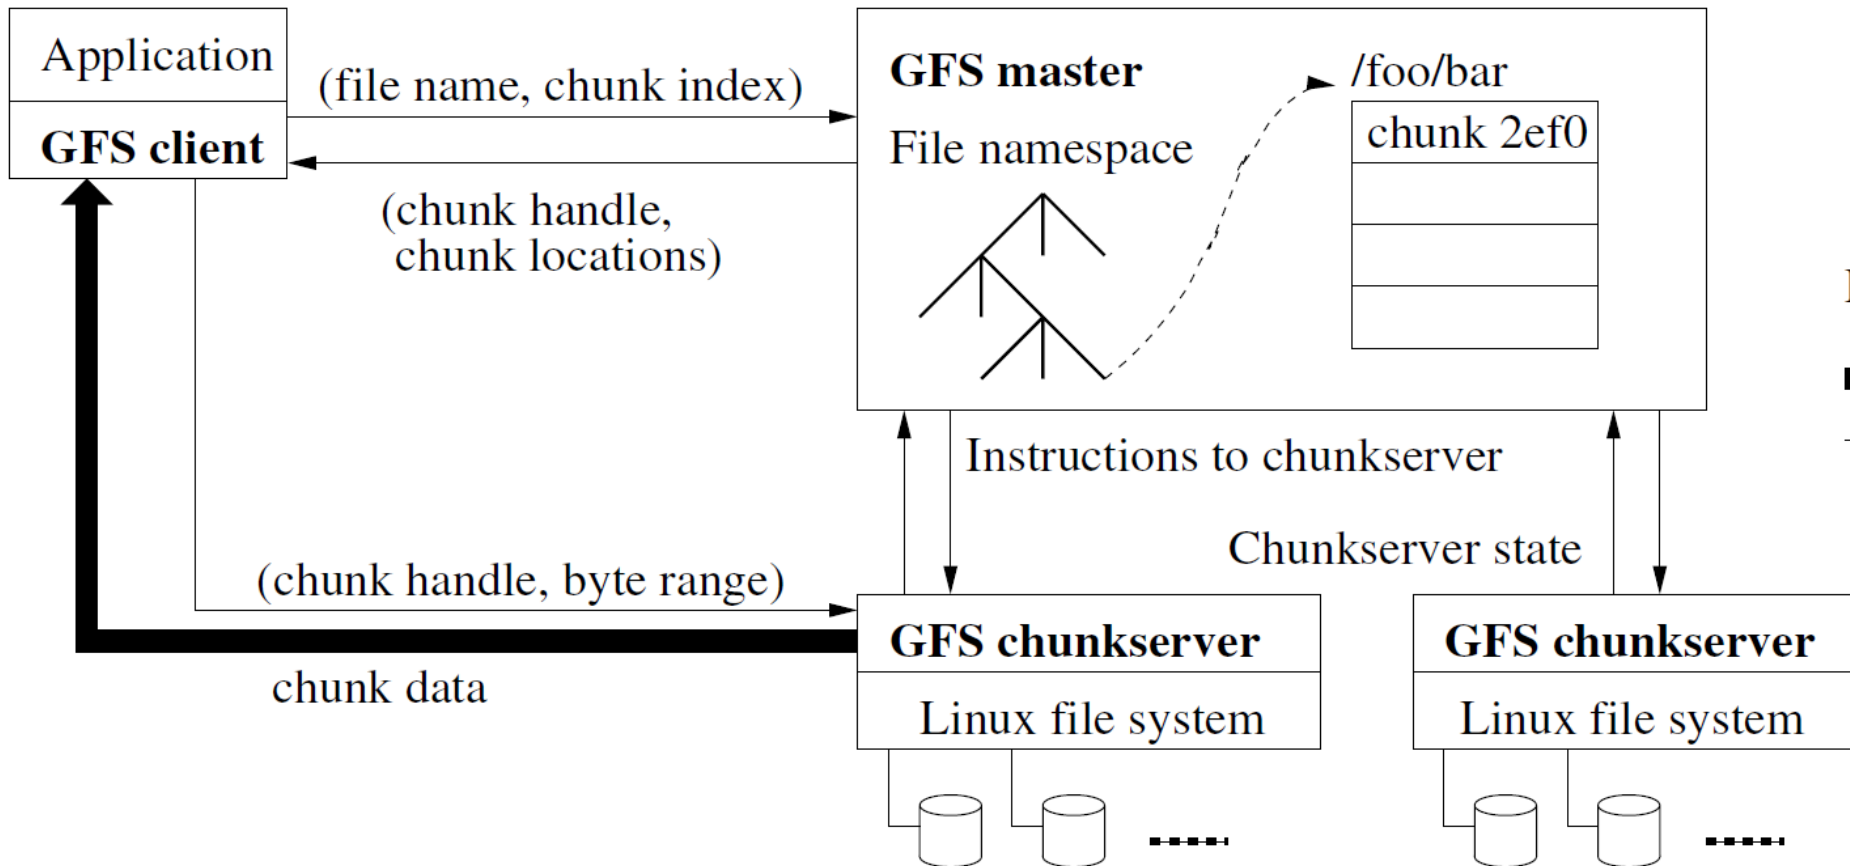 Application
GFS client
(file name, chunk index)
(chunk handle,
chunk locations)
GFS master
File namespace
/foo/bar
chunk 2ef0
Instructions to chunkserver
Chunkserver state
(chunk handle, byte range)
chunk data
GFS chunkserver
Linux file system
GFS chunkserver
Linux file system